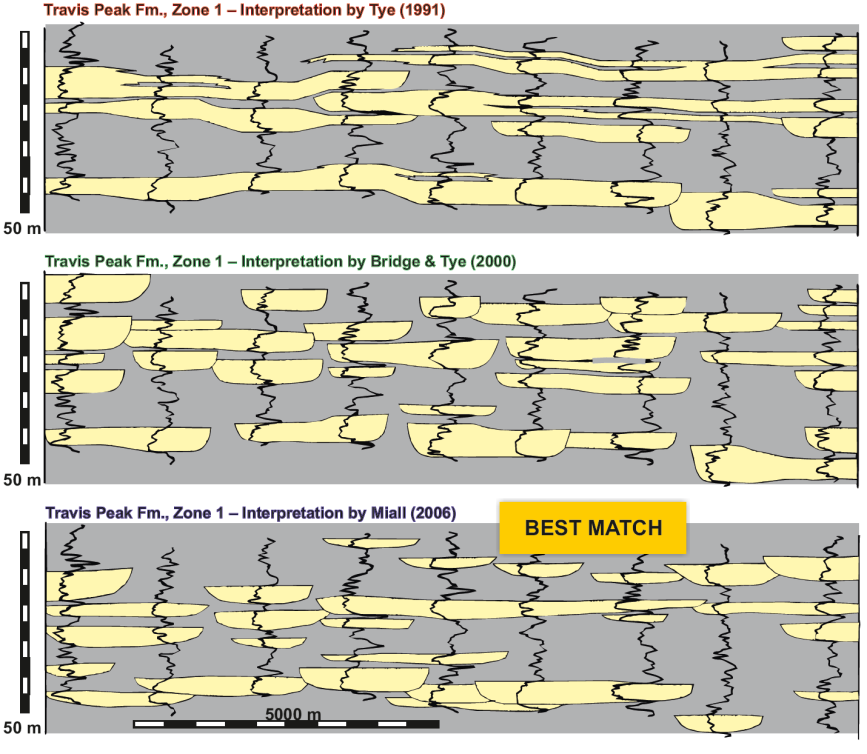 Travis Peak Fm., Zone 1 – Interpretation by Tye (1991)
50 m
Travis Peak Fm., Zone 1 – Interpretation by Bridge & Tye (2000)
50 m
Travis Peak Fm., Zone 1 – Interpretation by Miall (2006)
BEST MATCH
5000 m
50 m